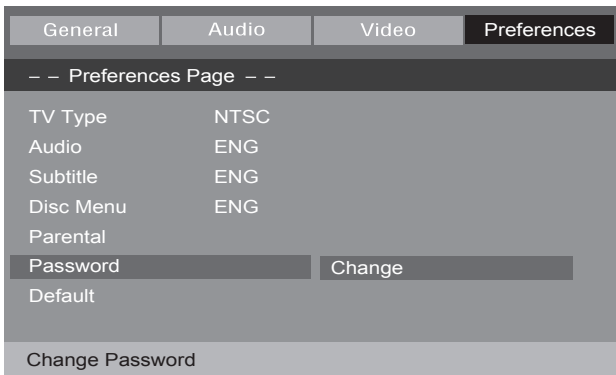 General Audio Video Preferences
– – Preferences Page – –
TV Type NTSC
Audio ENG
Subtitle ENG
Disc Menu ENG
Parental
Password Change
Default
Change Password